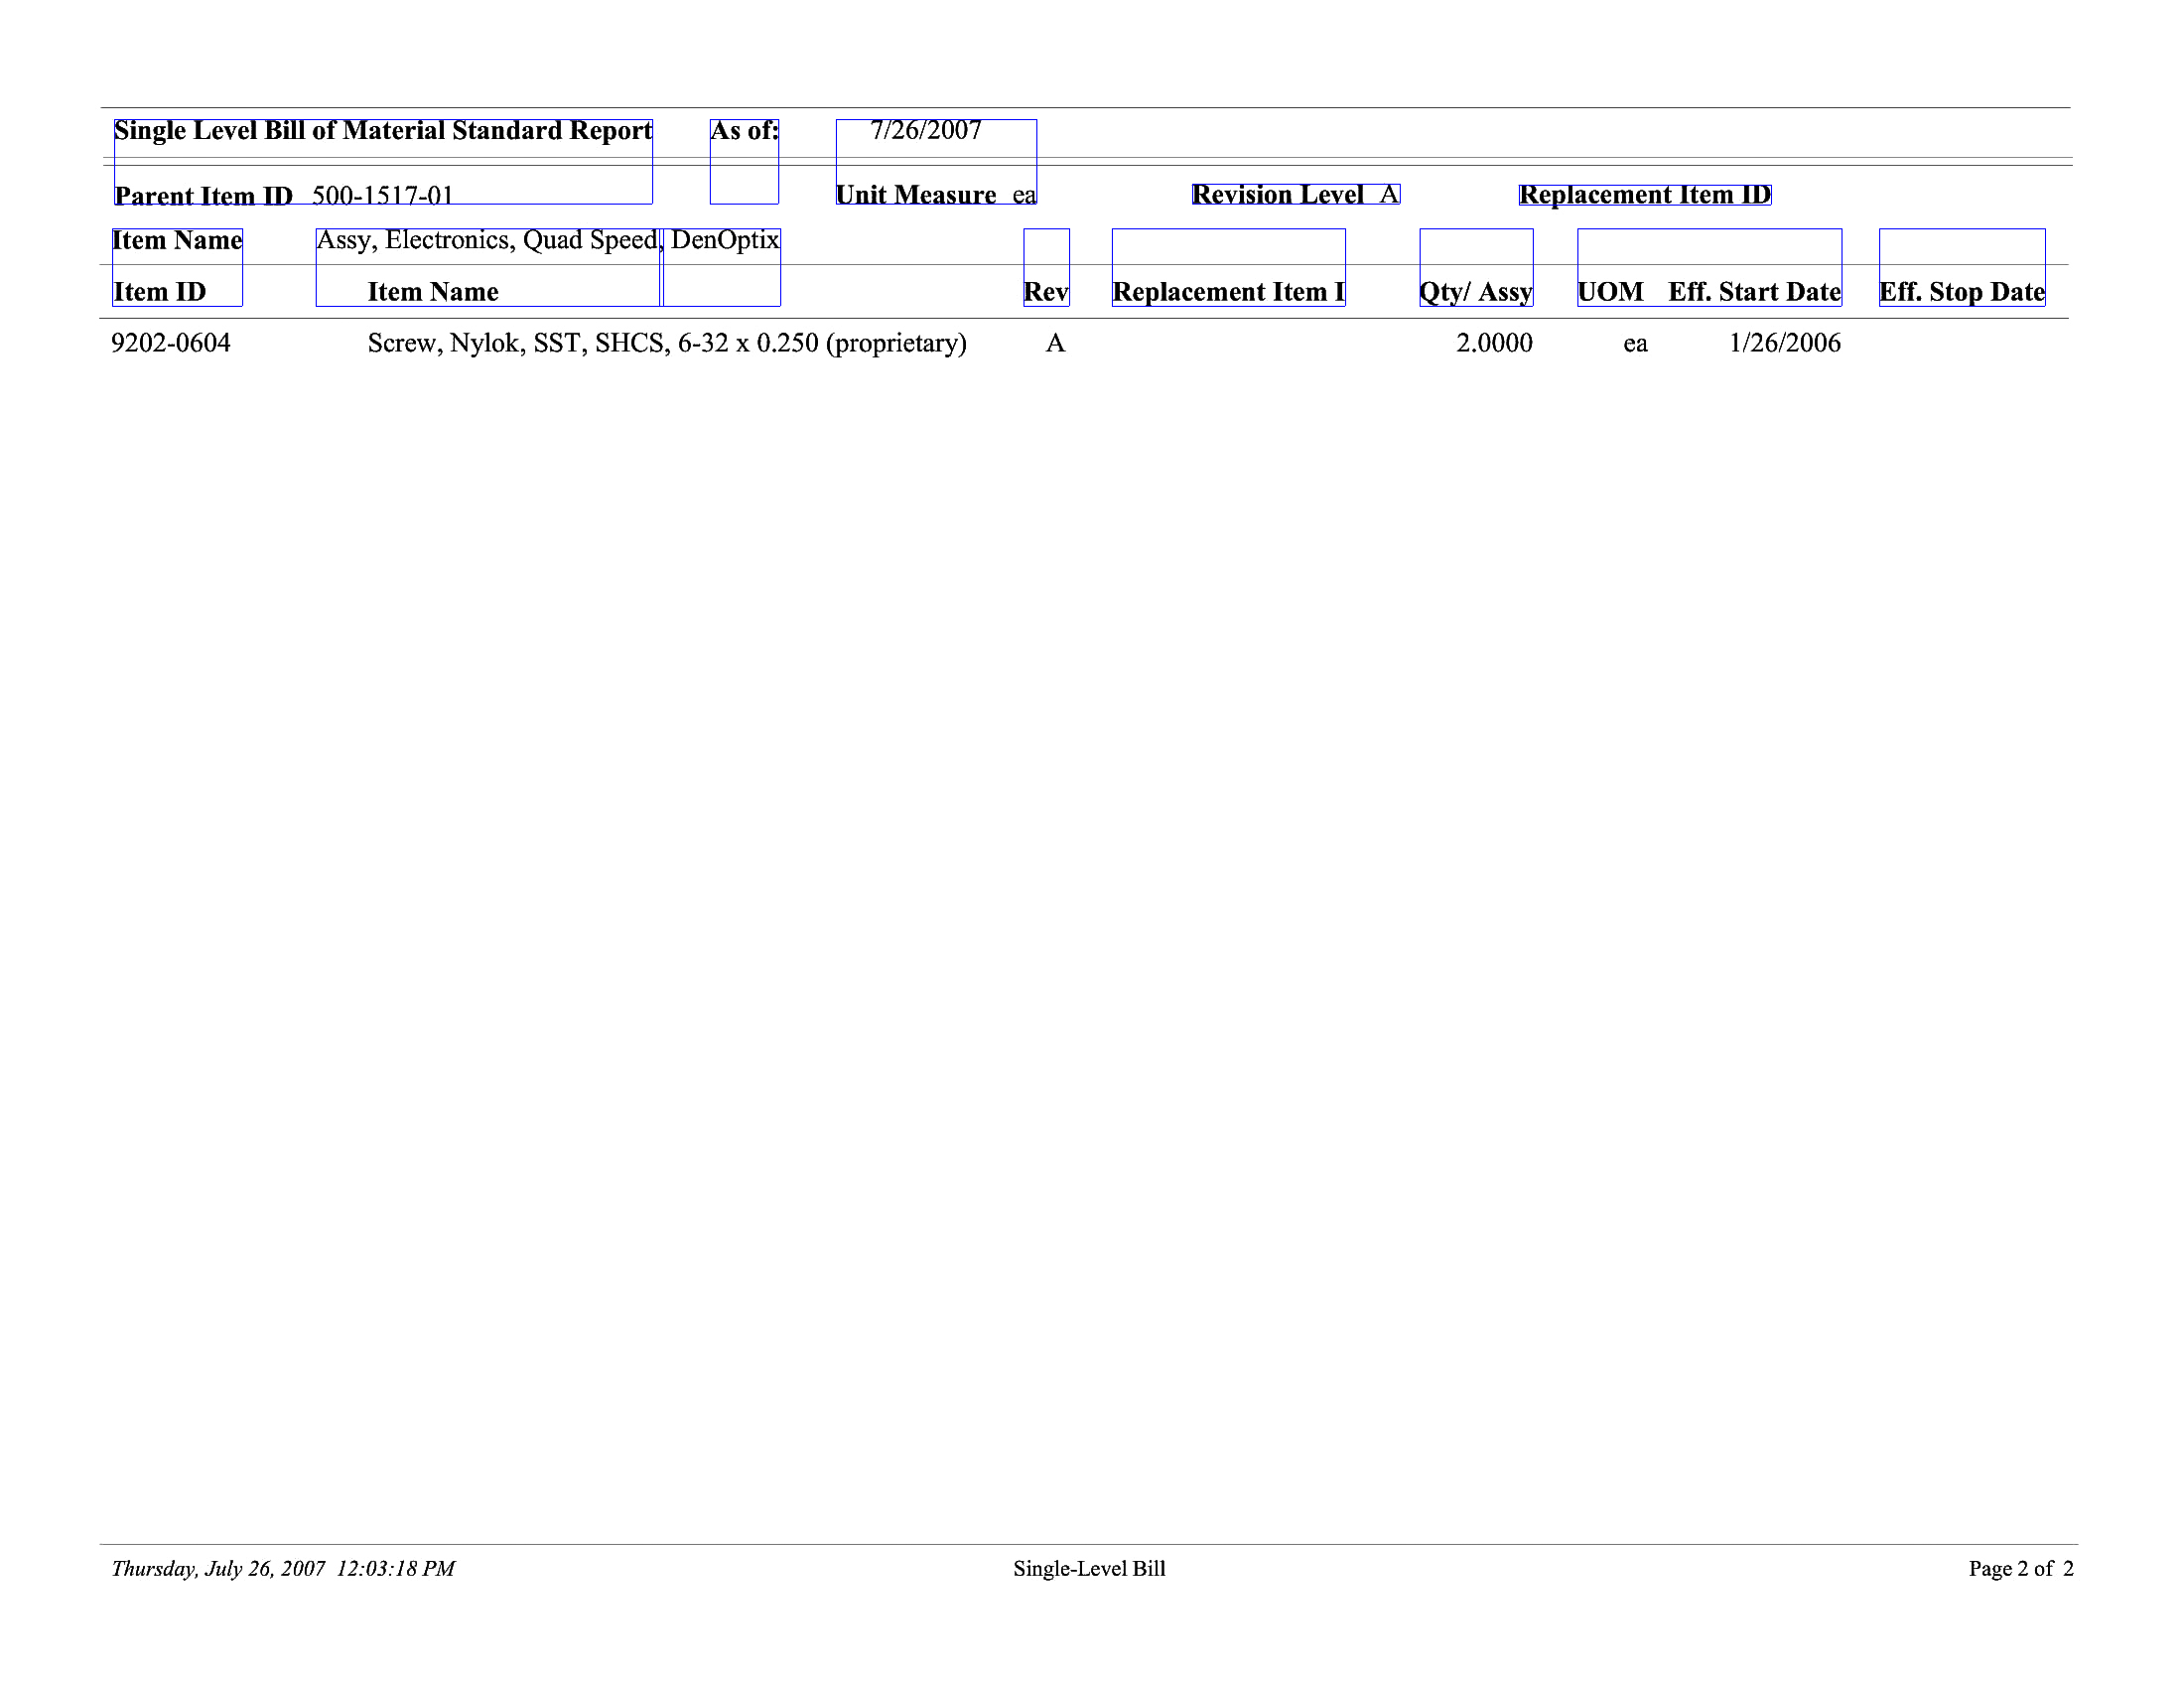 Single Level Bill of Material Standard Report As of: 7/26/2007
Parent Item ID 500-1517-01 Unit Measure ea Revision Level A Replacement Item ID
Item Name Assy, Electronics, Quad Speed, DenOptix
Item ID Item Name Rev Replacement Item I Qty/ Assy UOM Eff. Start Date Eff. Stop Date
9202-0604 Screw, Nylok, SST, SHCS, 6-32 x 0.250 (proprietary) A 2.0000 ea 1/26/2006
Thursday, July 26, 2007 12:03:18 PM Single-Level Bill Page 2 of 2